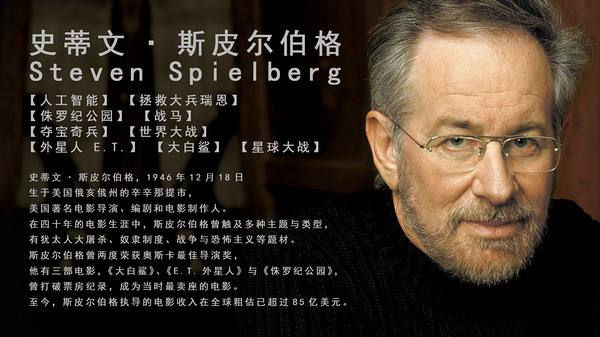 史蒂文·斯皮尔伯格
Steven Spielberg
【人工智能】 【拯救大兵瑞恩】
【侏罗纪公园】 【战马】
【夺宝奇兵】 【世界大战】
【外星人 E.T.】 【大白鲨】 【星球大战】
史蒂文·斯皮尔伯格，1946年12月18日
生于美国俄亥俄州的辛辛那提市，
美国著名电影导演、编剧和电影制作人。
在四十年的电影生涯中，斯皮尔伯格曾触及多种主题与类型，
有犹太人大屠杀、奴隶制度、战争与恐怖主义等题材。
斯皮尔伯格曾两度荣获奥斯卡最佳导演奖，
他有三部电影，《大白鲨》、《E.T.外星人》与《侏罗纪公园》，
曾打破票房纪录，成为当时最卖座的电影。
至今，斯皮尔伯格执导的电影收入在全球粗估已超过85亿美元。